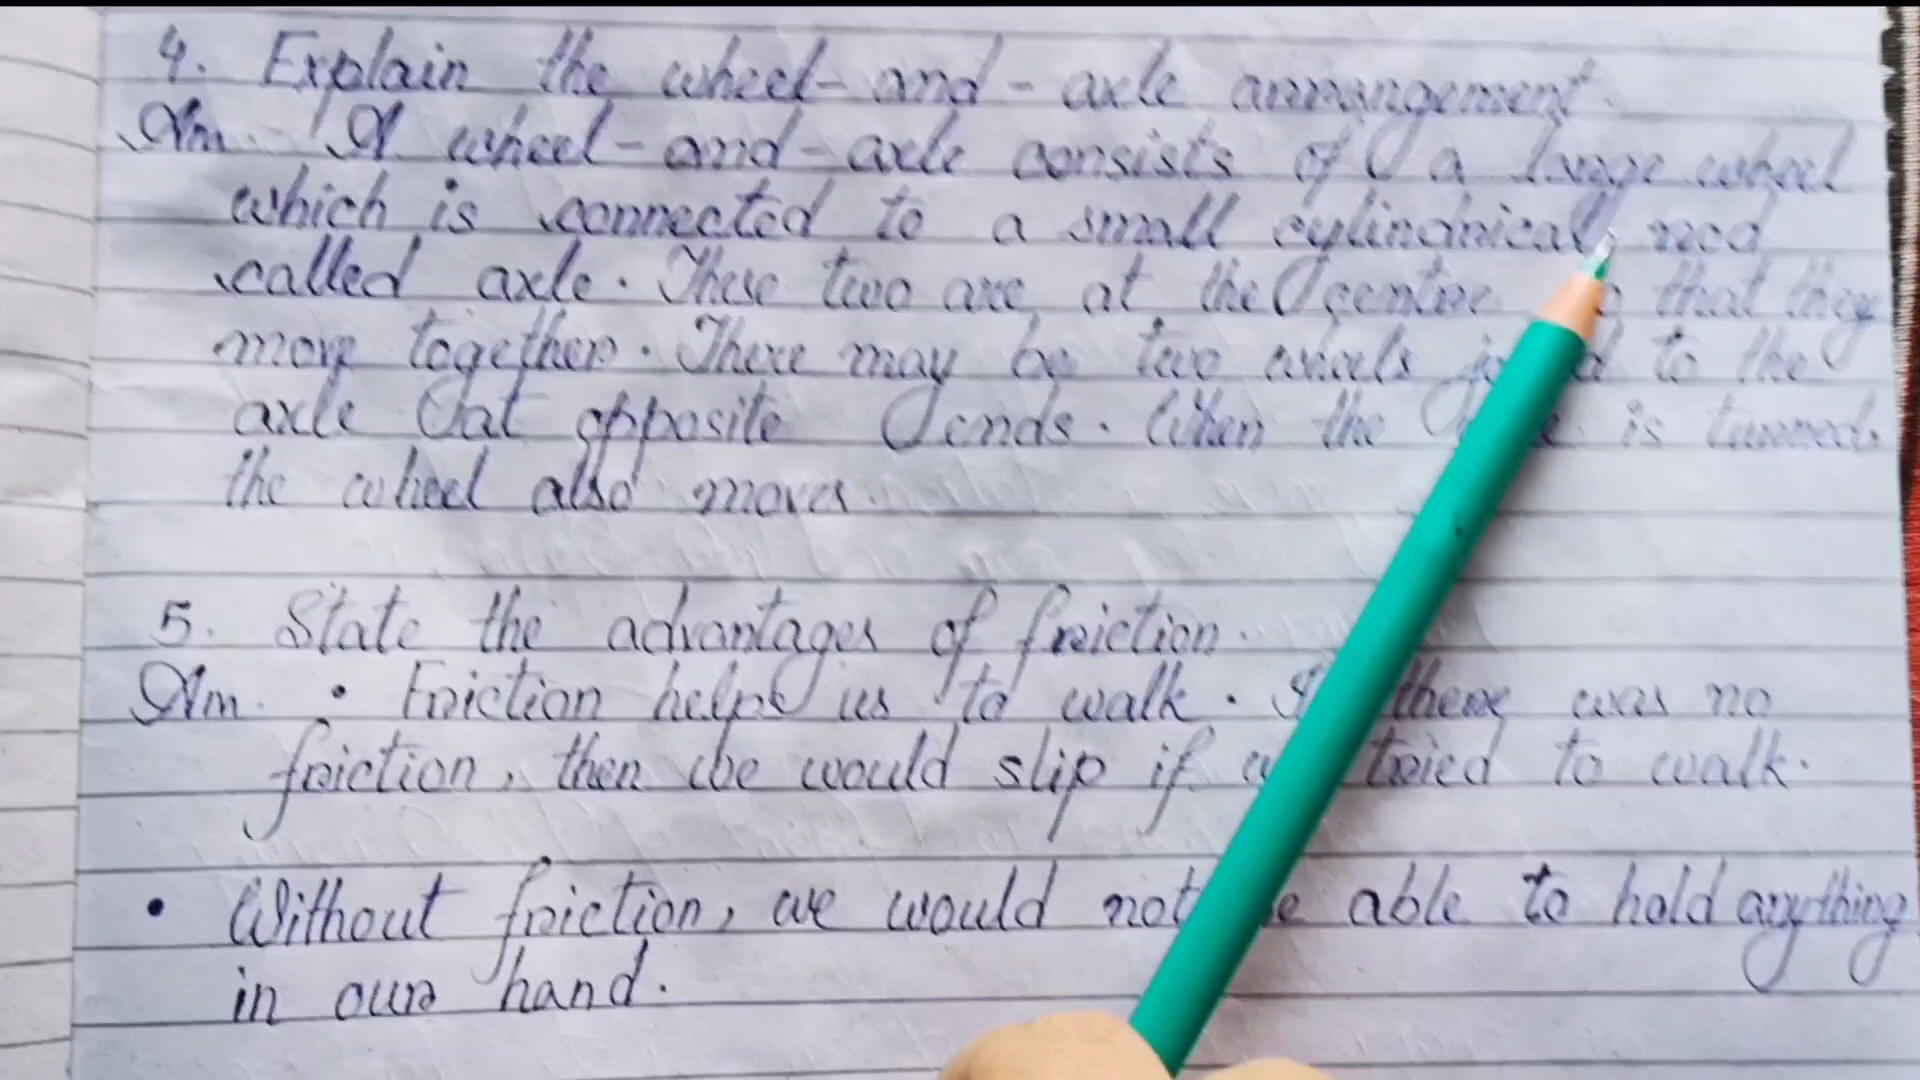 4. Explain the wheel-and-axle arrangement.
Ans. A wheel-and-axle consists of a large wheel
which is connected to a small cylindrical rod
called axle. These two are at the centre that they
move together. There may be two wheels to the
axle at opposite ends. When the is turned
the wheel also moves.
5. State the advantages of friction.
Ans. • Friction helps us to walk. there was no
friction, then we would slip if tried to walk.
• Without friction, we would not able to hold anything
in our hand.